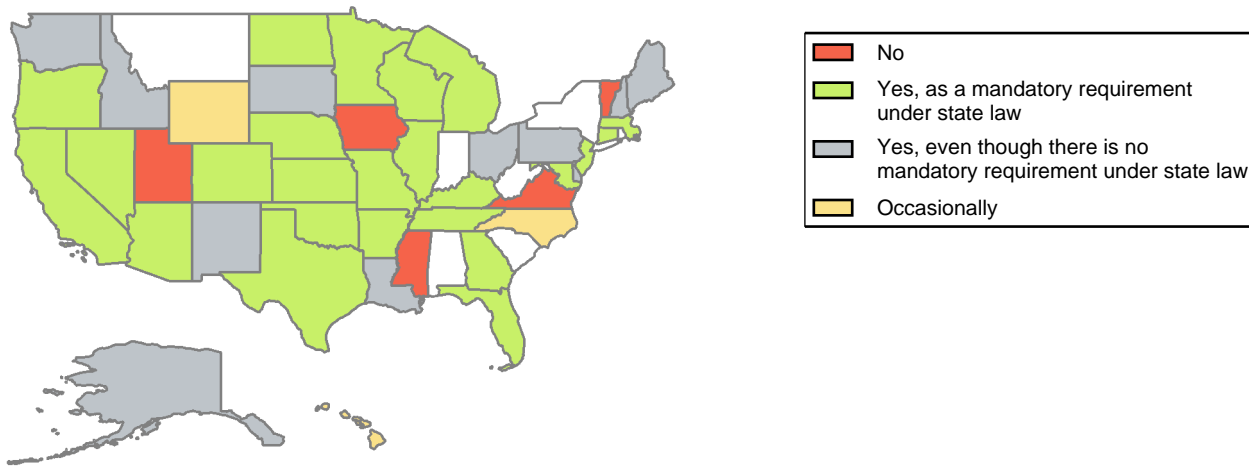 No
Yes, as a mandatory requirement
under state law
Yes, even though there is no
mandatory requirement under state law
Occasionally